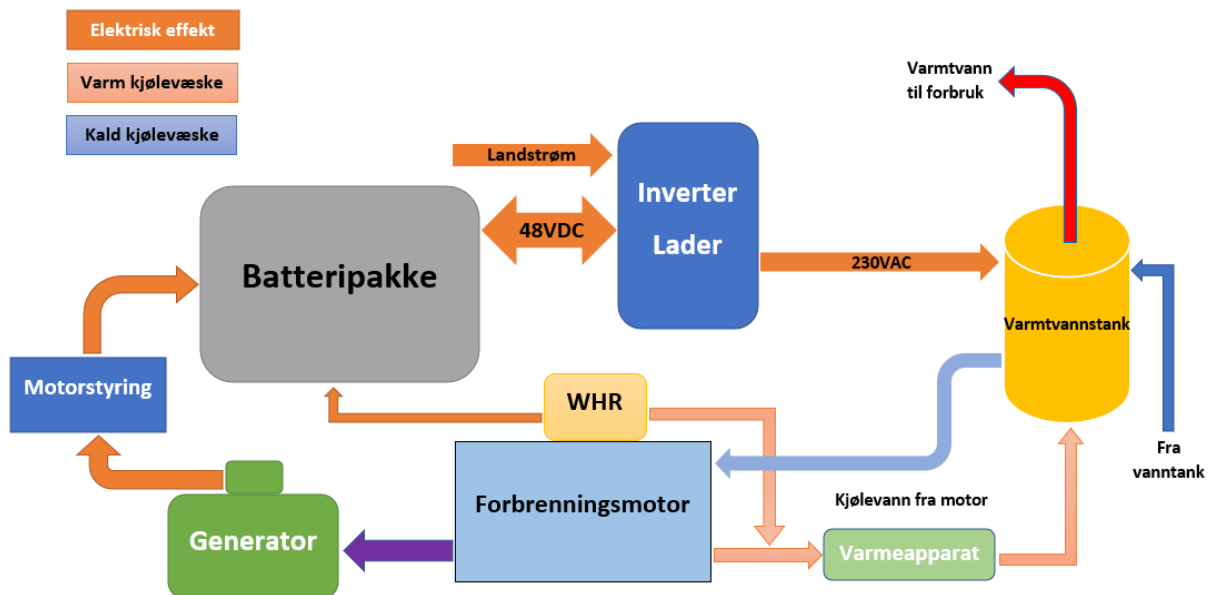 Elektrisk effekt
Varm kjølevæske
Kald kjølevæske
Varmtvann
til forbruk
Landstrøm
Inverter
Lader
48VDC
Batteripakke
230VAC
Varmtvannstank
Motorstyring
WHR
Fra
vanntank
Forbrenningsmotor
Kjølevann fra motor
Generator
Varmeapparat